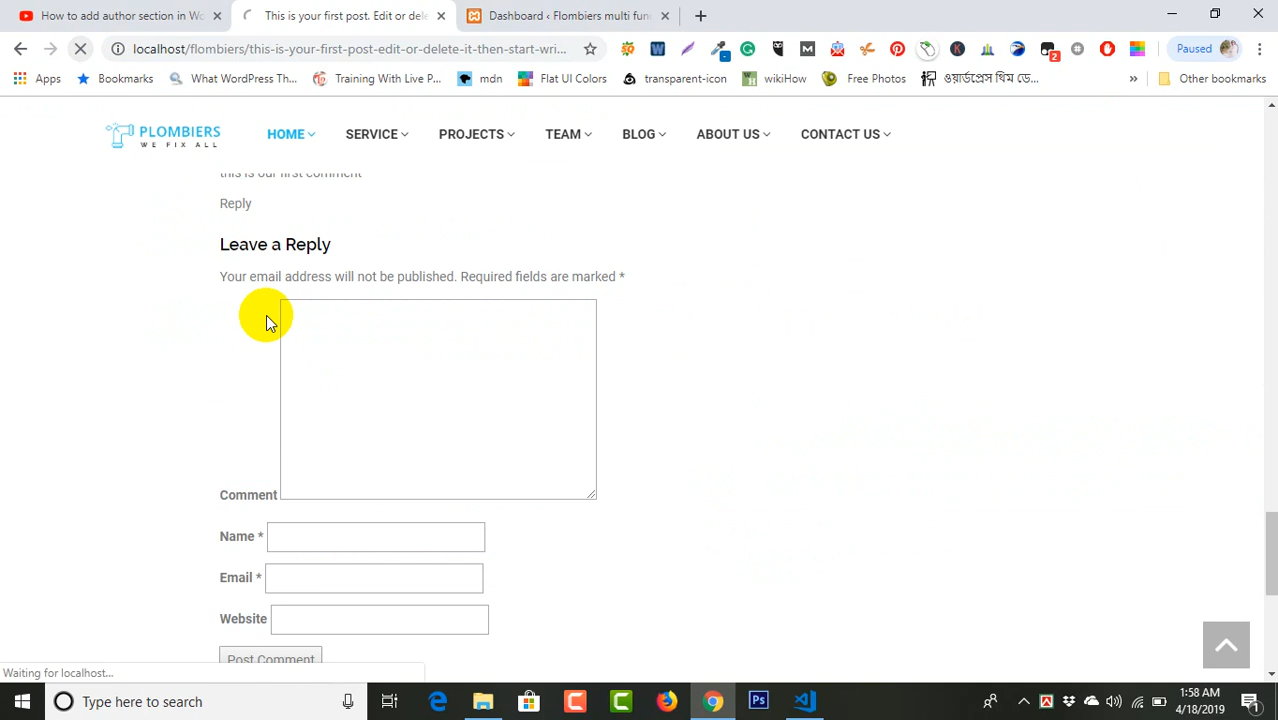 How to add author section in Wo
This is your first post. Edit or dele
Dashboard ‹ Flombiers multi fun
localhost/flombiers/this-is-your-first-post-edit-or-delete-it-then-start-wri...
Paused
Apps
Bookmarks
What WordPress Th...
Training With Live P...
mdn
Flat UI Colors
transparent-icon
wikiHow
Free Photos
ওয়ার্ডপ্রেস থিম ডে...
»
Other bookmarks
PLOMBIERS
WE FIX ALL
HOME
SERVICE
PROJECTS
TEAM
BLOG
ABOUT US
CONTACT US
this is our first comment
Reply
Leave a Reply
Your email address will not be published. Required fields are marked *
Comment
Name *
Email *
Website
Post Comment
Waiting for localhost...
Type here to search
1:58 AM
4/18/2019